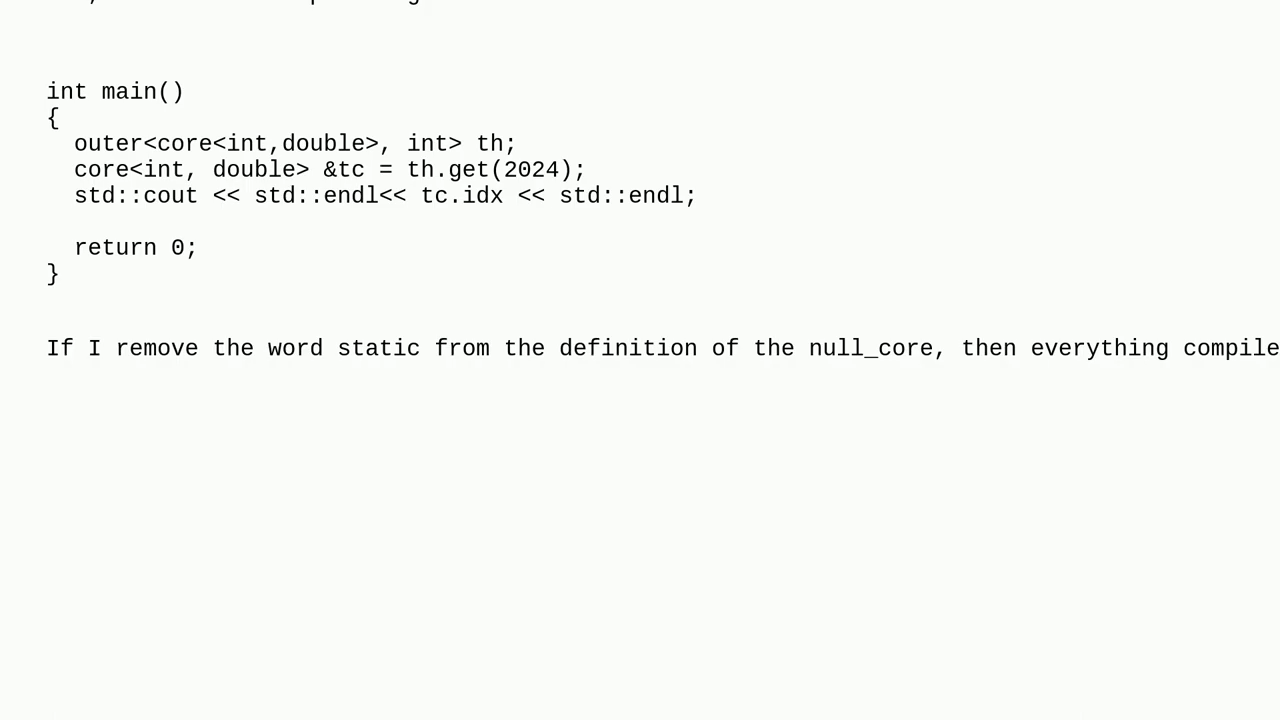 int main()
{
  outer<core<int,double>, int> th;
  core<int, double> &tc = th.get(2024);
  std::cout << std::endl<< tc.idx << std::endl;

  return 0;
}

If I remove the word static from the definition of the null_core, then everything compile